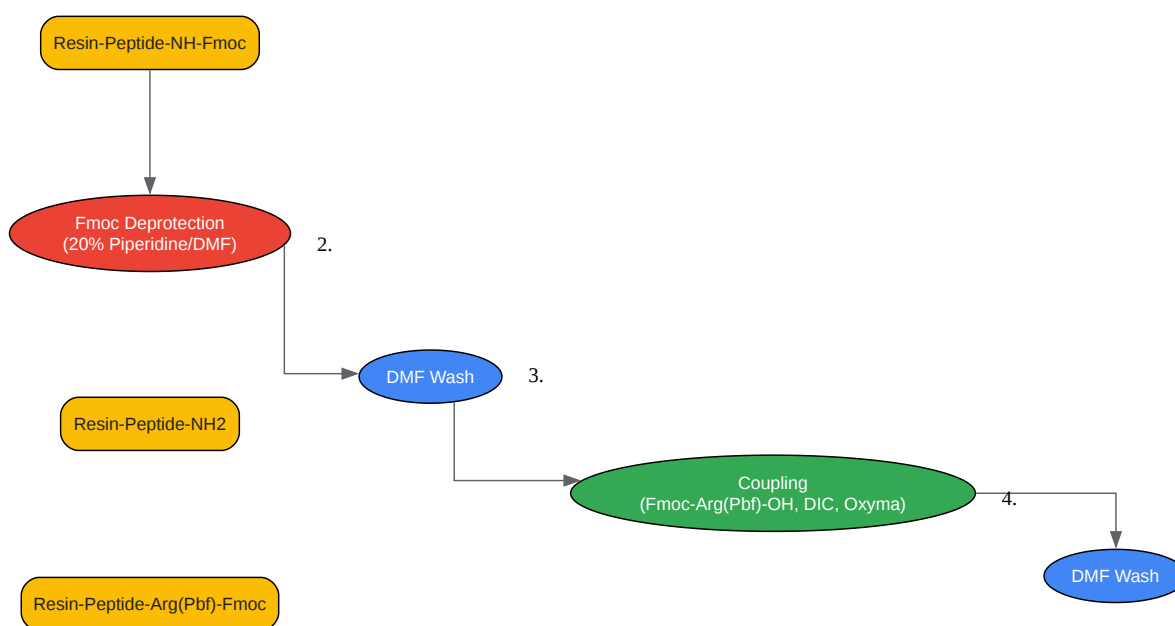 Resin-Peptide-NH-Fmoc
Fmoc Deprotection
(20% Piperidine/DMF)
2.
DMF Wash
3.
Resin-Peptide-NH2
Coupling
(Fmoc-Arg(Pbf)-OH, DIC, Oxyma)
4.
DMF Wash
Resin-Peptide-Arg(Pbf)-Fmoc